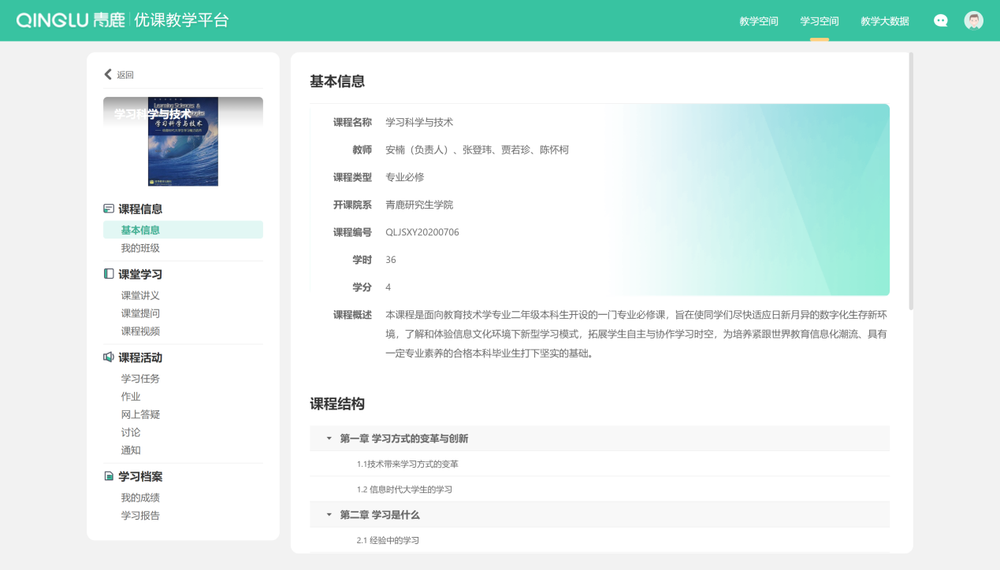 QINGLU 青鹿 优课教学平台
教学空间
学习空间
教学大数据
返回
学习科学与技术
学习科学与技术
课程信息
基本信息
我的班级
课堂学习
课堂讲义
课堂提问
课程视频
课程活动
学习任务
作业
网上答疑
讨论
通知
学习档案
我的成绩
学习报告
基本信息
课程名称 学习科学与技术
教师 安楠（负责人）、张登玮、贾若珍、陈怀柯
课程类型 专业必修
开课院系 青鹿研究生学院
课程编号 QLJSXY20200706
学时 36
学分 4
课程概述 本课程是面向教育技术学专业二年级本科生开设的一门专业必修课，旨在使同学们尽快适应日新月异的数字化生存新环
境，了解和体验信息文化环境下新型学习模式，拓展学生自主与协作学习时空，为培养紧跟世界教育信息化潮流、具有
一定专业素养的合格本科毕业生打下坚实的基础。
课程结构
第一章 学习方式的变革与创新
1.1技术带来学习方式的变革
1.2 信息时代大学生的学习
第二章 学习是什么
2.1 经验中的学习